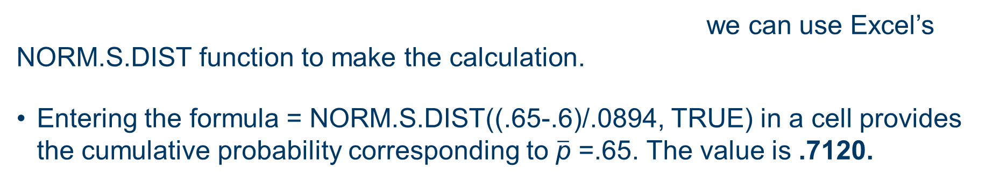 we can use Excel’s
NORM.S.DIST function to make the calculation.
• Entering the formula = NORM.S.DIST((.65-.6)/.0894, TRUE) in a cell provides
the cumulative probability corresponding to p̅ =.65. The value is .7120.